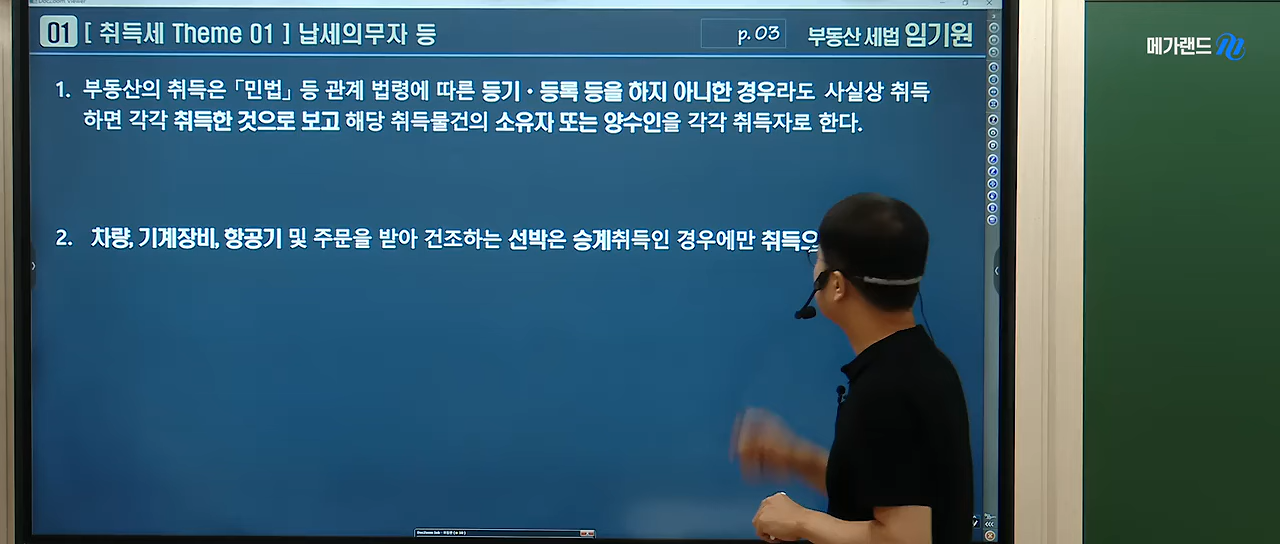 01 [ 취득세 Theme 01 ] 납세의무자 등
p. 03
부동산 세법 임기원
메가랜드
1. 부동산의 취득은 「민법」 등 관계 법령에 따른 등기 · 등록 등을 하지 아니한 경우라도 사실상 취득
하면 각각 취득한 것으로 보고 해당 취득물건의 소유자 또는 양수인을 각각 취득자로 한다.
2. 차량, 기계장비, 항공기 및 주문을 받아 건조하는 선박은 승계취득인 경우에만